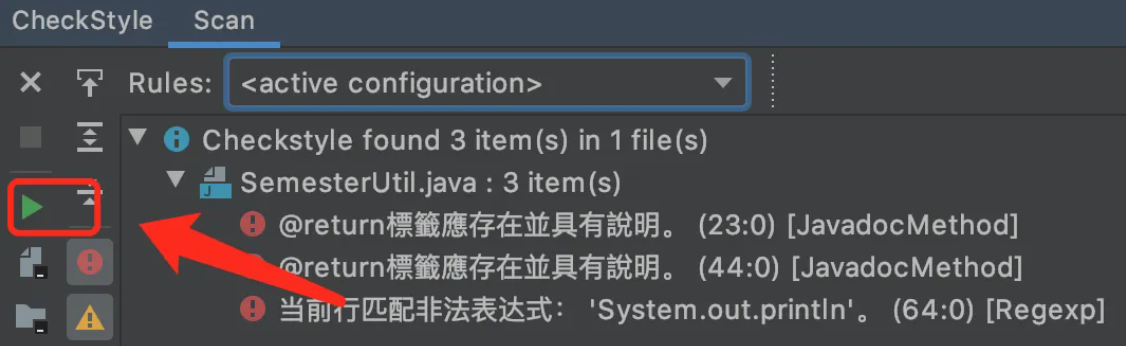 CheckStyle Scan
Rules: <active configuration>
Checkstyle found 3 item(s) in 1 file(s)
SemesterUtil.java : 3 item(s)
@return標籤應存在並具有說明。 (23:0) [JavadocMethod]
@return標籤應存在並具有說明。 (44:0) [JavadocMethod]
当前行匹配非法表达式： 'System.out.println'。 (64:0) [Regexp]